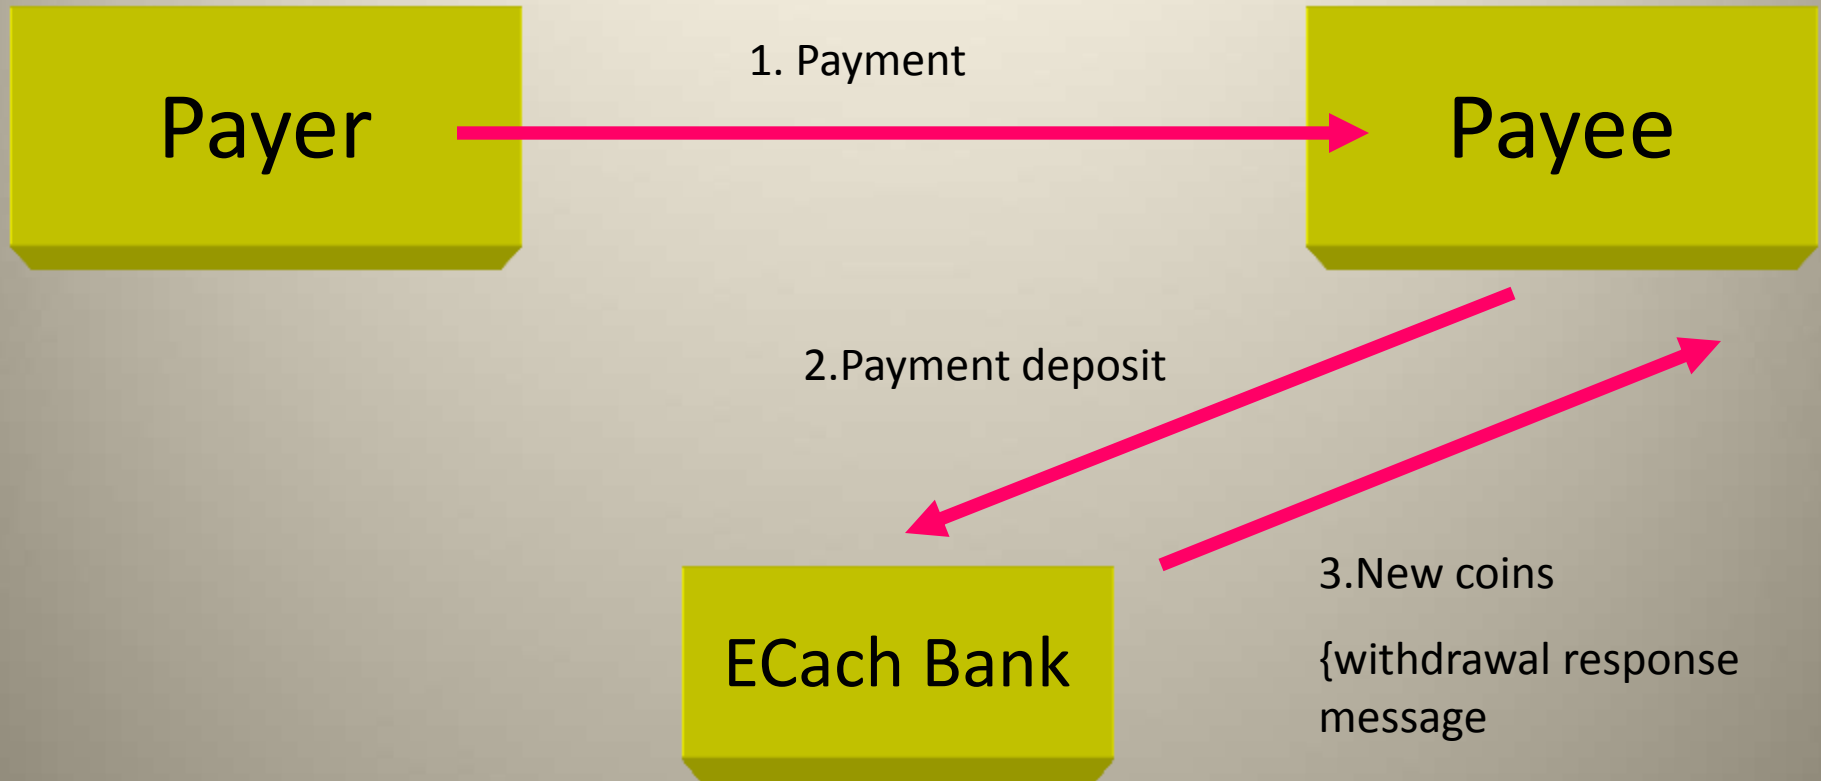 1. Payment
Payer
Payee
2.Payment deposit
3.New coins
ECach Bank
{withdrawal response
message